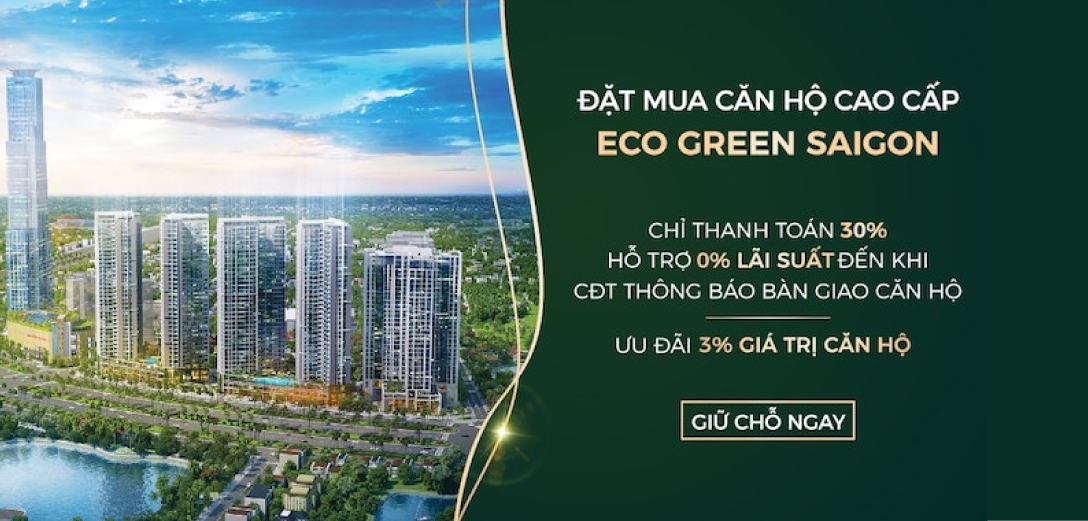 ĐẶT MUA CĂN HỘ CAO CẤP
ECO GREEN SAIGON
CHỈ THANH TOÁN 30%
HỖ TRỢ 0% LÃI SUẤT ĐẾN KHI
CĐT THÔNG BÁO BÀN GIAO CĂN HỘ
ƯU ĐÃI 3% GIÁ TRỊ CĂN HỘ
GIỮ CHỖ NGAY